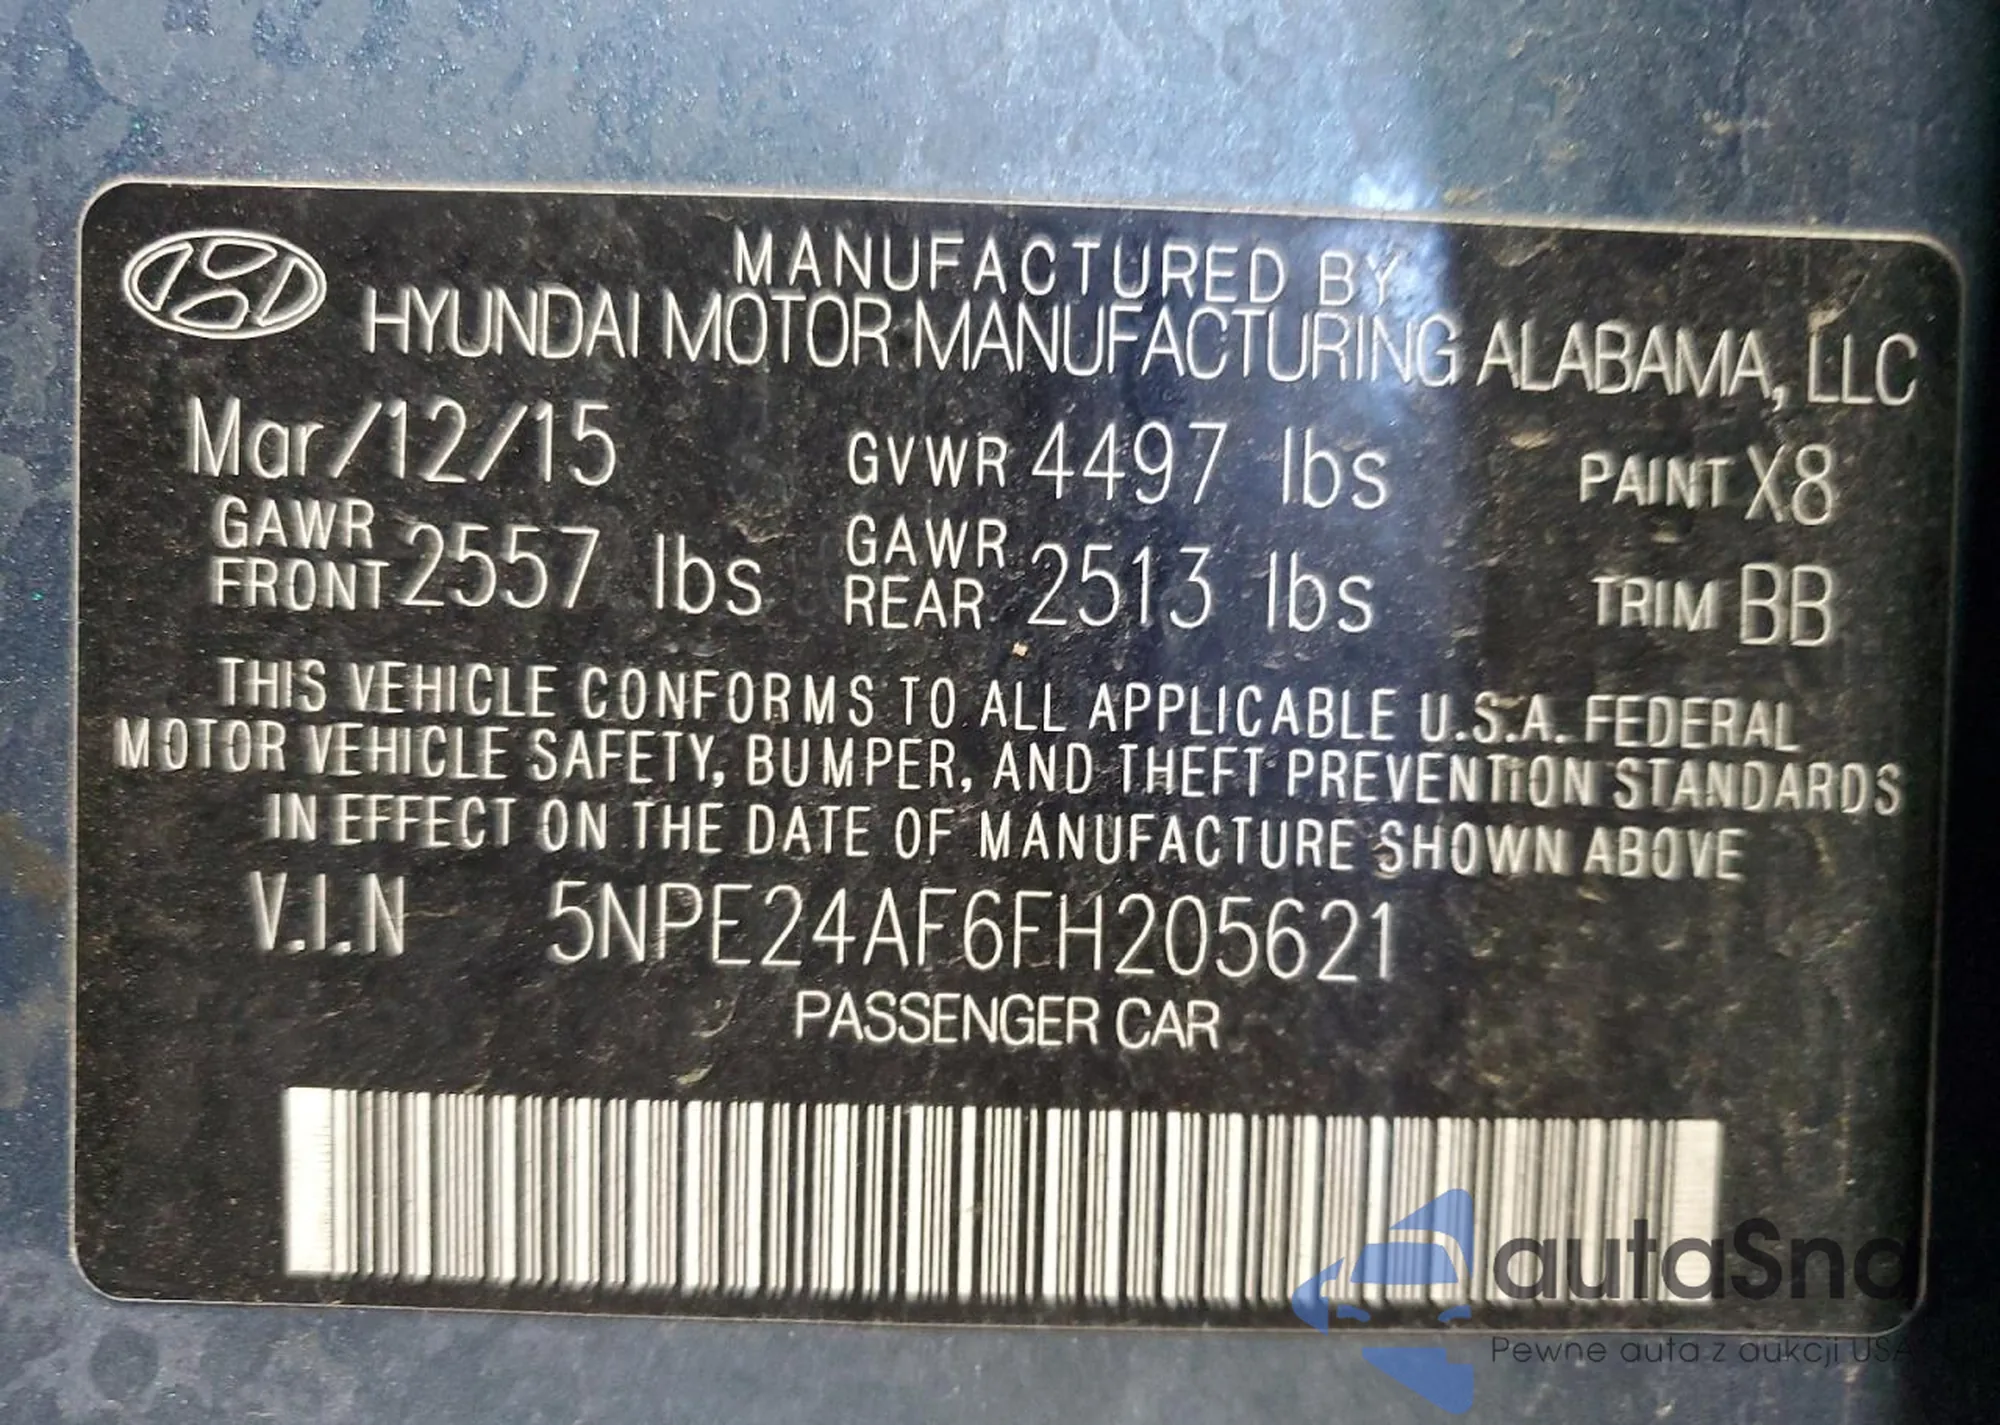 MANUFACTURED BY
HYUNDAI MOTOR MANUFACTURING ALABAMA, LLC
Mar/12/15 GVWR 4497 lbs PAINT X8
GAWR FRONT 2557 lbs GAWR REAR 2513 lbs TRIM BB
THIS VEHICLE CONFORMS TO ALL APPLICABLE U.S.A. FEDERAL
MOTOR VEHICLE SAFETY, BUMPER, AND THEFT PREVENTION STANDARDS
IN EFFECT ON THE DATE OF MANUFACTURE SHOWN ABOVE
V.I.N 5NPE24AF6FH205621
PASSENGER CAR
autaSna
Pewne auta z aukcji USA